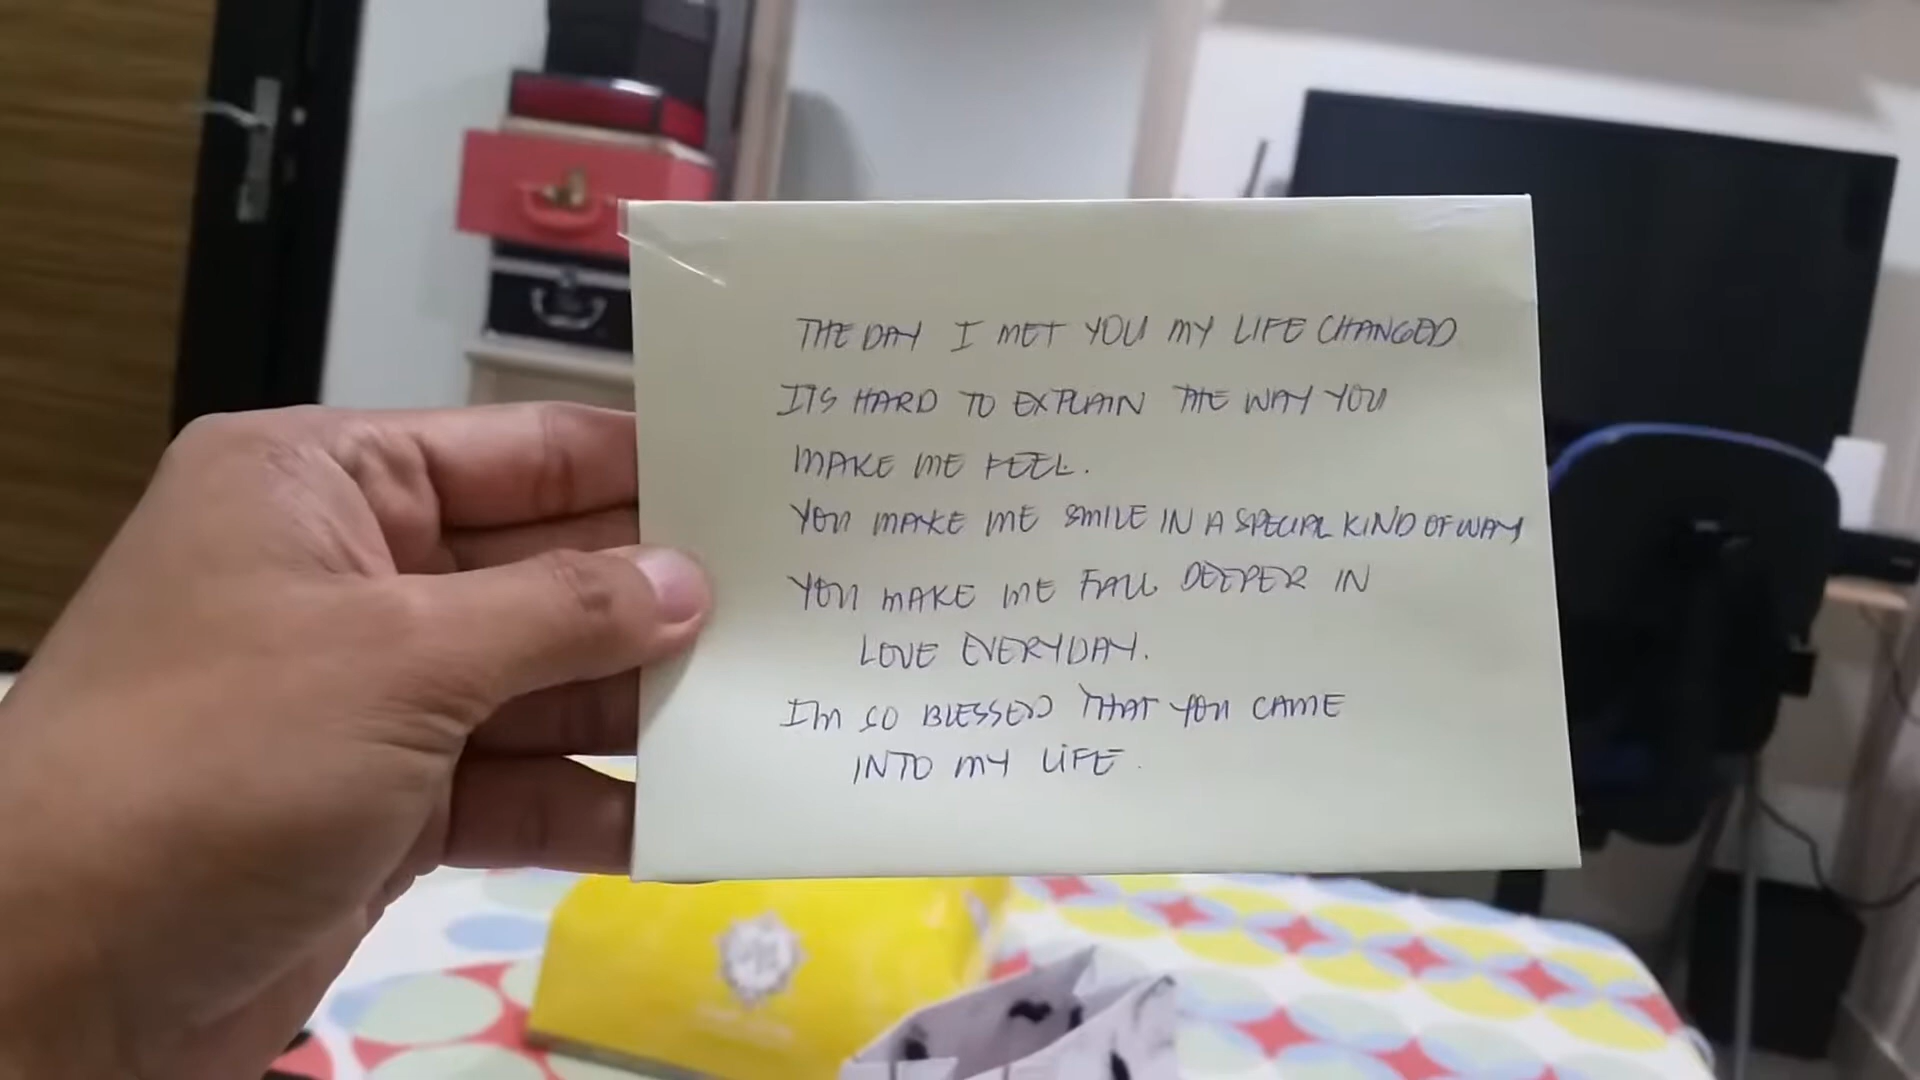 THE DAY I MET YOU MY LIFE CHANGED
ITS HARD TO EXPLAIN THE WAY YOU
MAKE ME FEEL.
YOU MAKE ME SMILE IN A SPECIAL KIND OF WAY
YOU MAKE ME FALL DEEPER IN
LOVE EVERYDAY.
I'M SO BLESSED THAT YOU CAME
INTO MY LIFE.